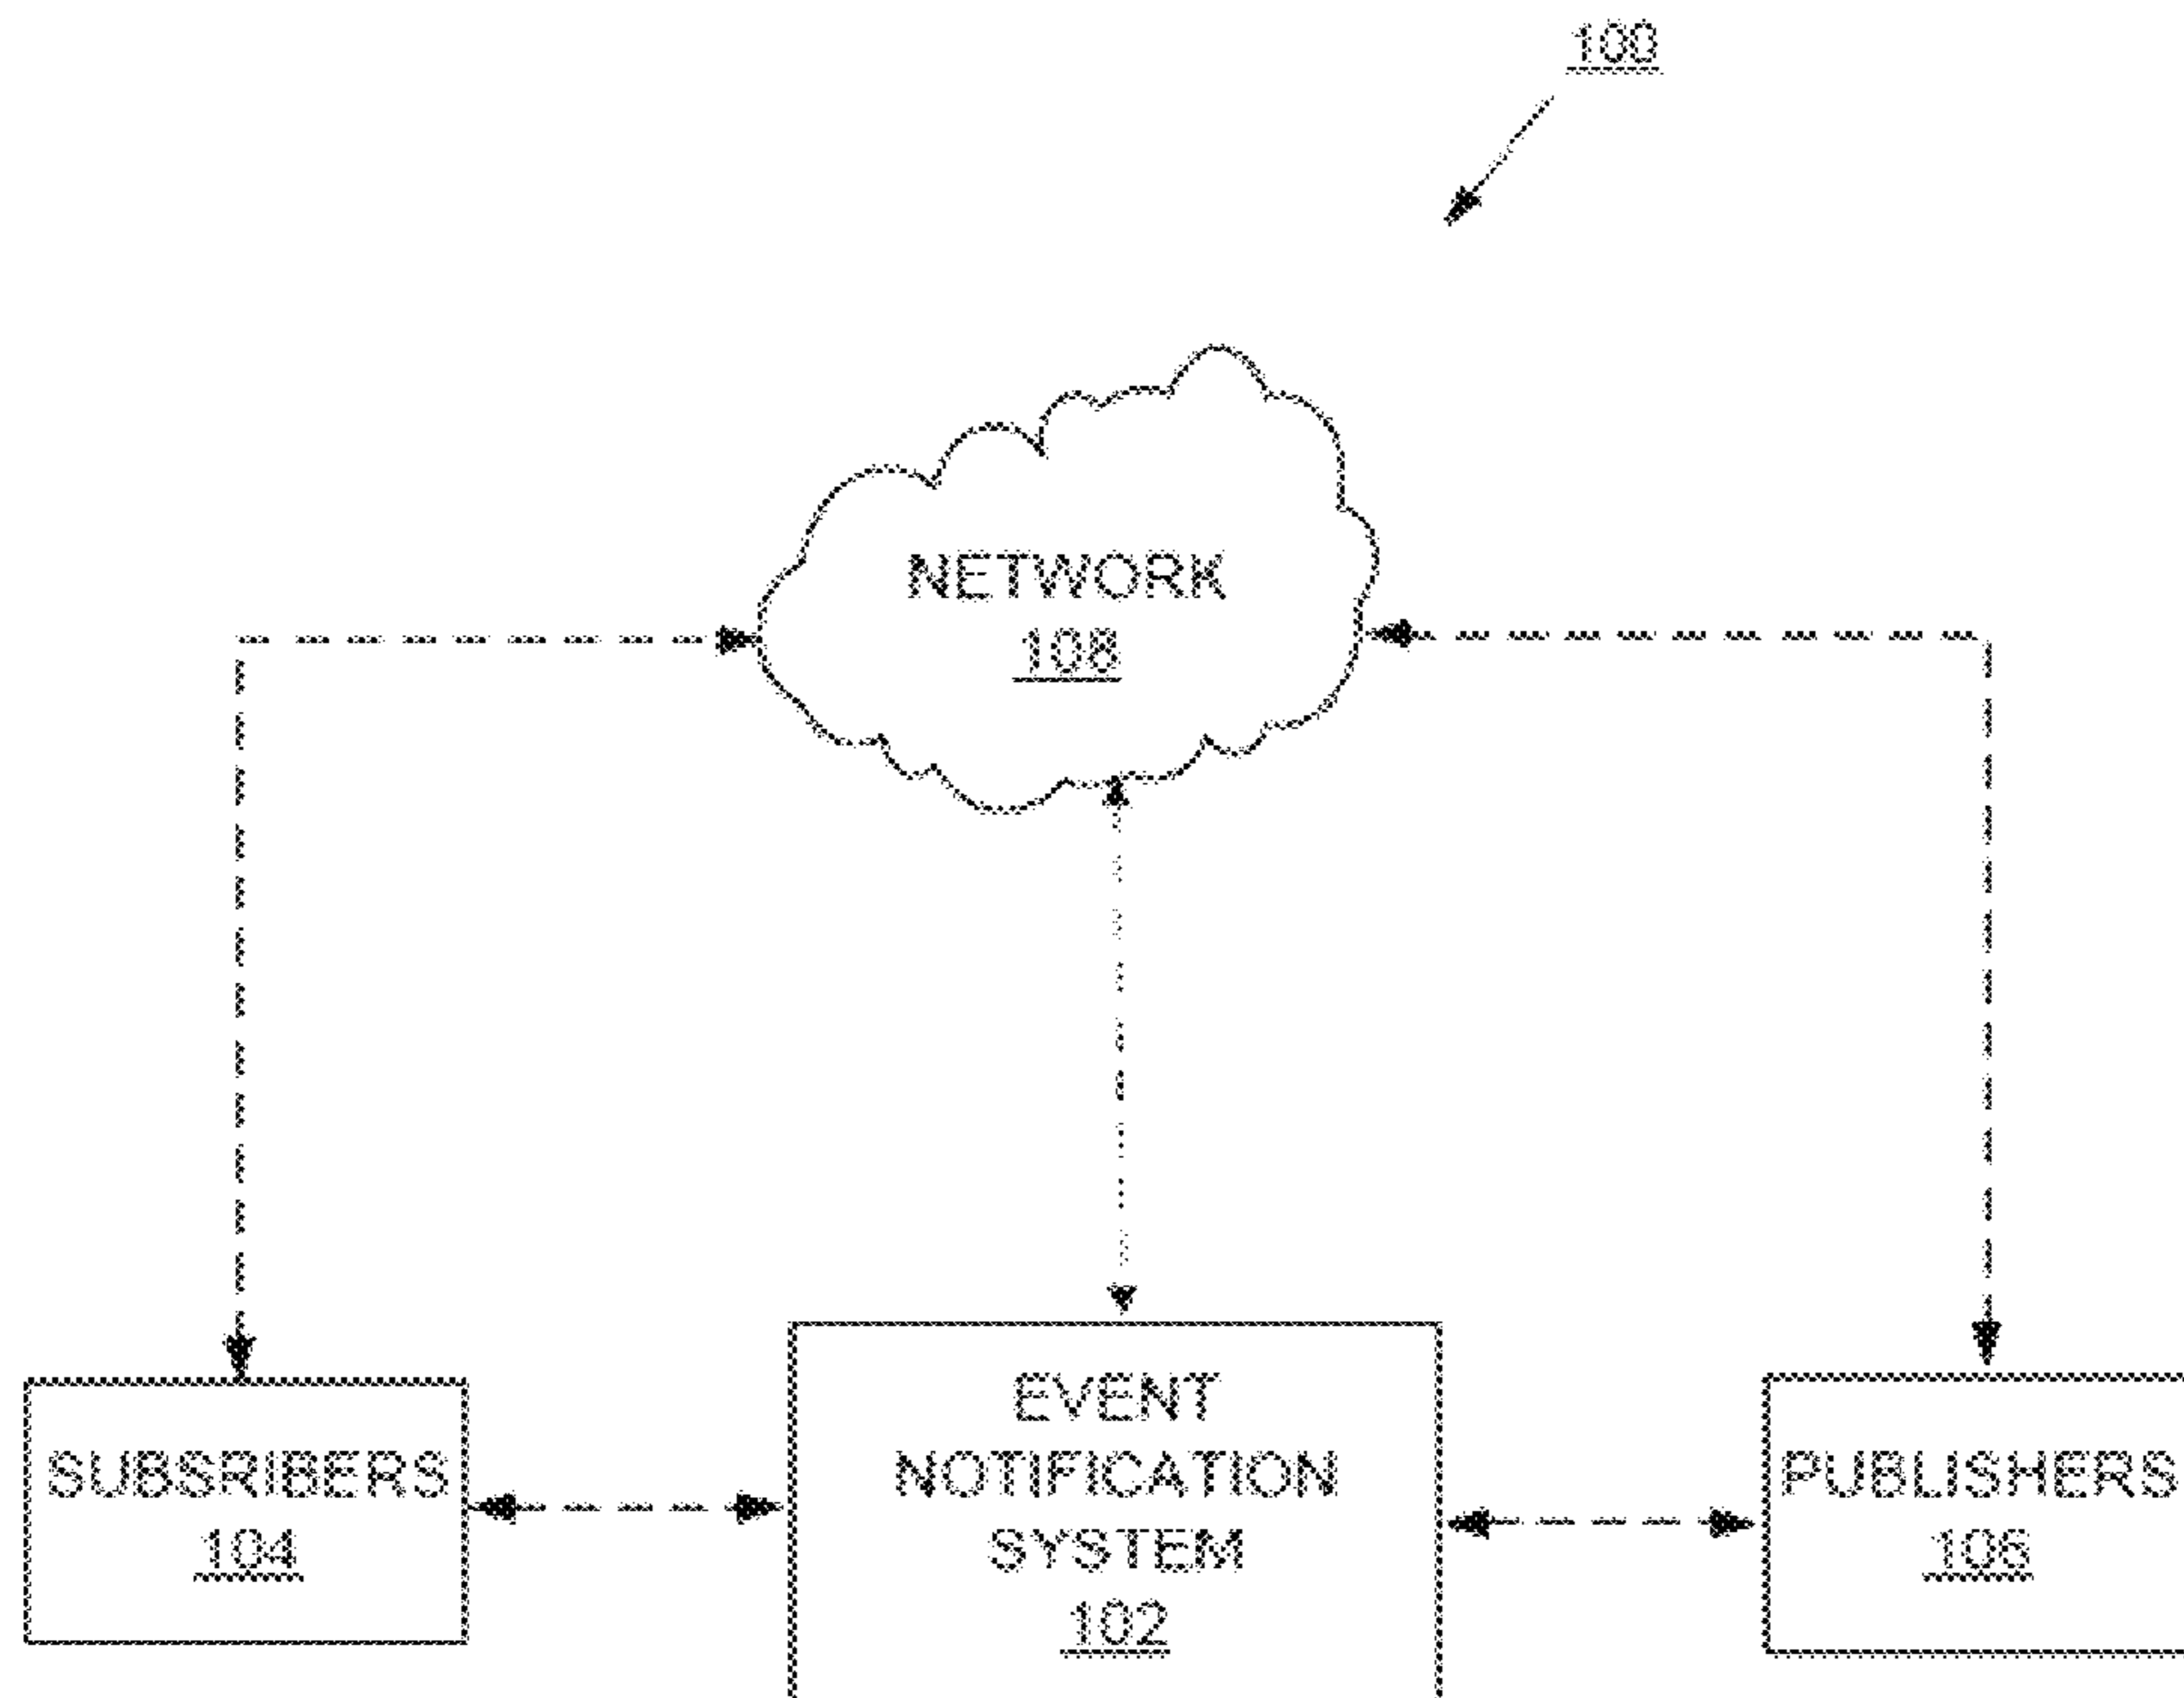 100
NETWORK
108
EVENT
SUBSRIBERS
NOTIFICATION
PUBLISHERS
104
SYSTEM
106
102